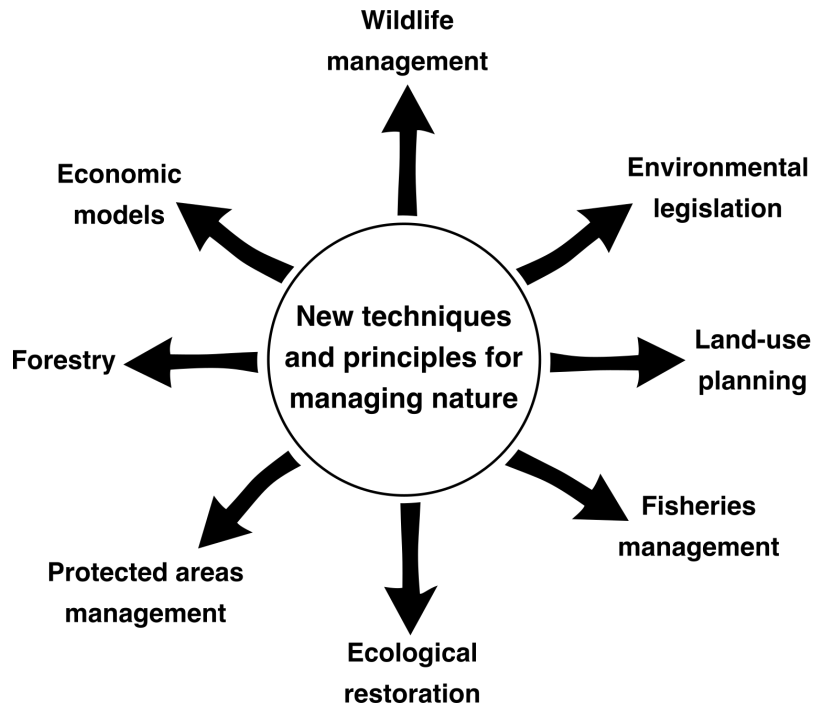 Wildlife
management
Environmental
legislation
Land-use
planning
Fisheries
management
Ecological
restoration
Protected areas
management
Forestry
Economic
models
New techniques
and principles for
managing nature